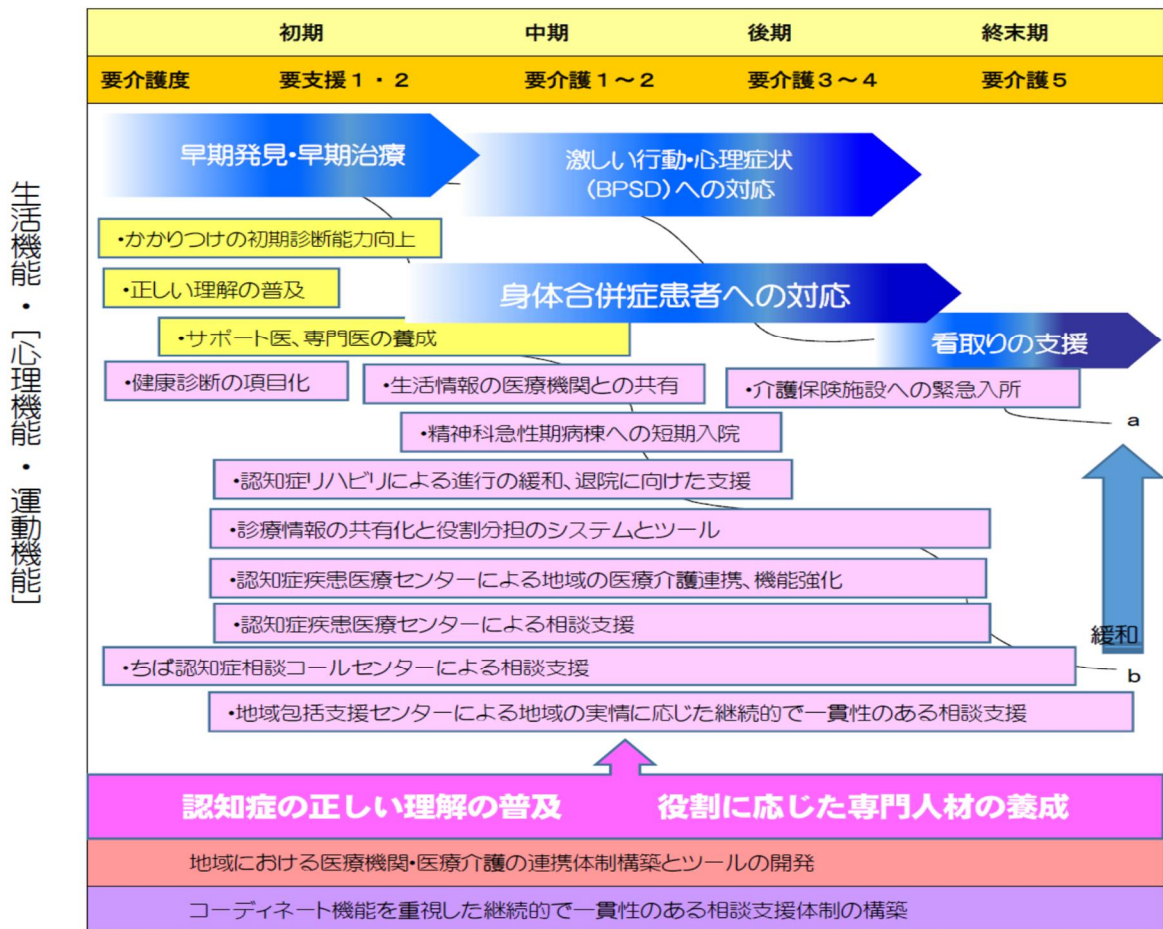 初期 中期 後期 終末期
要介護度 要支援1・2 要介護1~2 要介護3~4 要介護5
生活機能・[心理機能・運動機能]
早期発見・早期治療
激しい行動・心理症状
(BPSD)への対応
・かかりつけの初期診断能力向上
・正しい理解の普及
身体合併症患者への対応
・サポート医、専門医の養成
看取りの支援
・健康診断の項目化
・生活情報の医療機関との共有
・介護保険施設への緊急入所
a
・精神科急性期病棟への短期入院
・認知症リハビリによる進行の緩和、退院に向けた支援
・診療情報の共有化と役割分担のシステムとツール
・認知症疾患医療センターによる地域の医療介護連携、機能強化
・認知症疾患医療センターによる相談支援
緩和
・ちば認知症相談コールセンターによる相談支援
b
・地域包括支援センターによる地域の実情に応じた継続的で一貫性のある相談支援
認知症の正しい理解の普及 役割に応じた専門人材の養成
地域における医療機関・医療介護の連携体制構築とツールの開発
コーディネート機能を重視した継続的で一貫性のある相談支援体制の構築